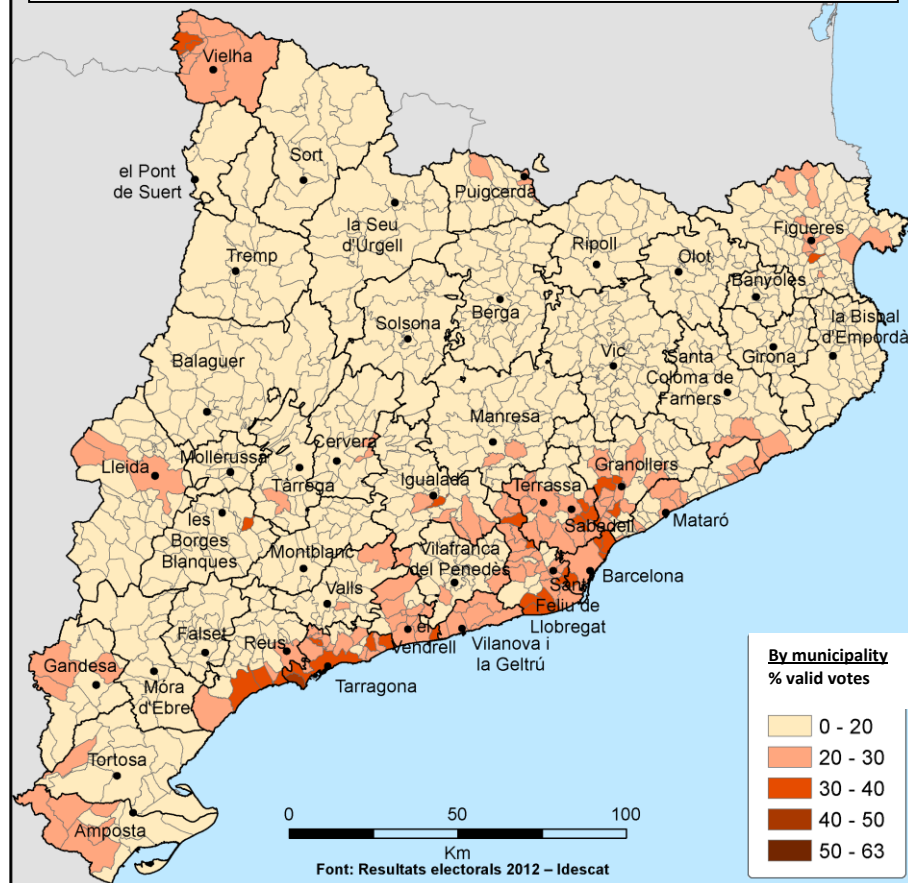 Vielha
el Pont
de Suert
Sort
Puigcerdà
la Seu
d'Urgell
Figueres
Ripoll
Olot
Tremp
Banyoles
Berga
la Bisbal
d'Empordà
Solsona
Vic
Santa
Coloma de
Farners
Girona
Balaguer
Manresa
Cervera
Mollerussa
Lleida
Tàrrega
Igualada
Terrassa
Granollers
Sabadell
Mataró
les
Borges
Blanques
Montblanc
Vilafranca
del Penedès
Barcelona
Sant
Feliu de
Llobregat
Valls
Falset
Reus
el
Vendrell
Vilanova i
la Geltrú
Gandesa
Móra
d'Ebre
Tarragona
Tortosa
Amposta
By municipality
% valid votes
0 - 20
20 - 30
30 - 40
40 - 50
50 - 63
0 50 100
Km
Font: Resultats electorals 2012 – Idescat